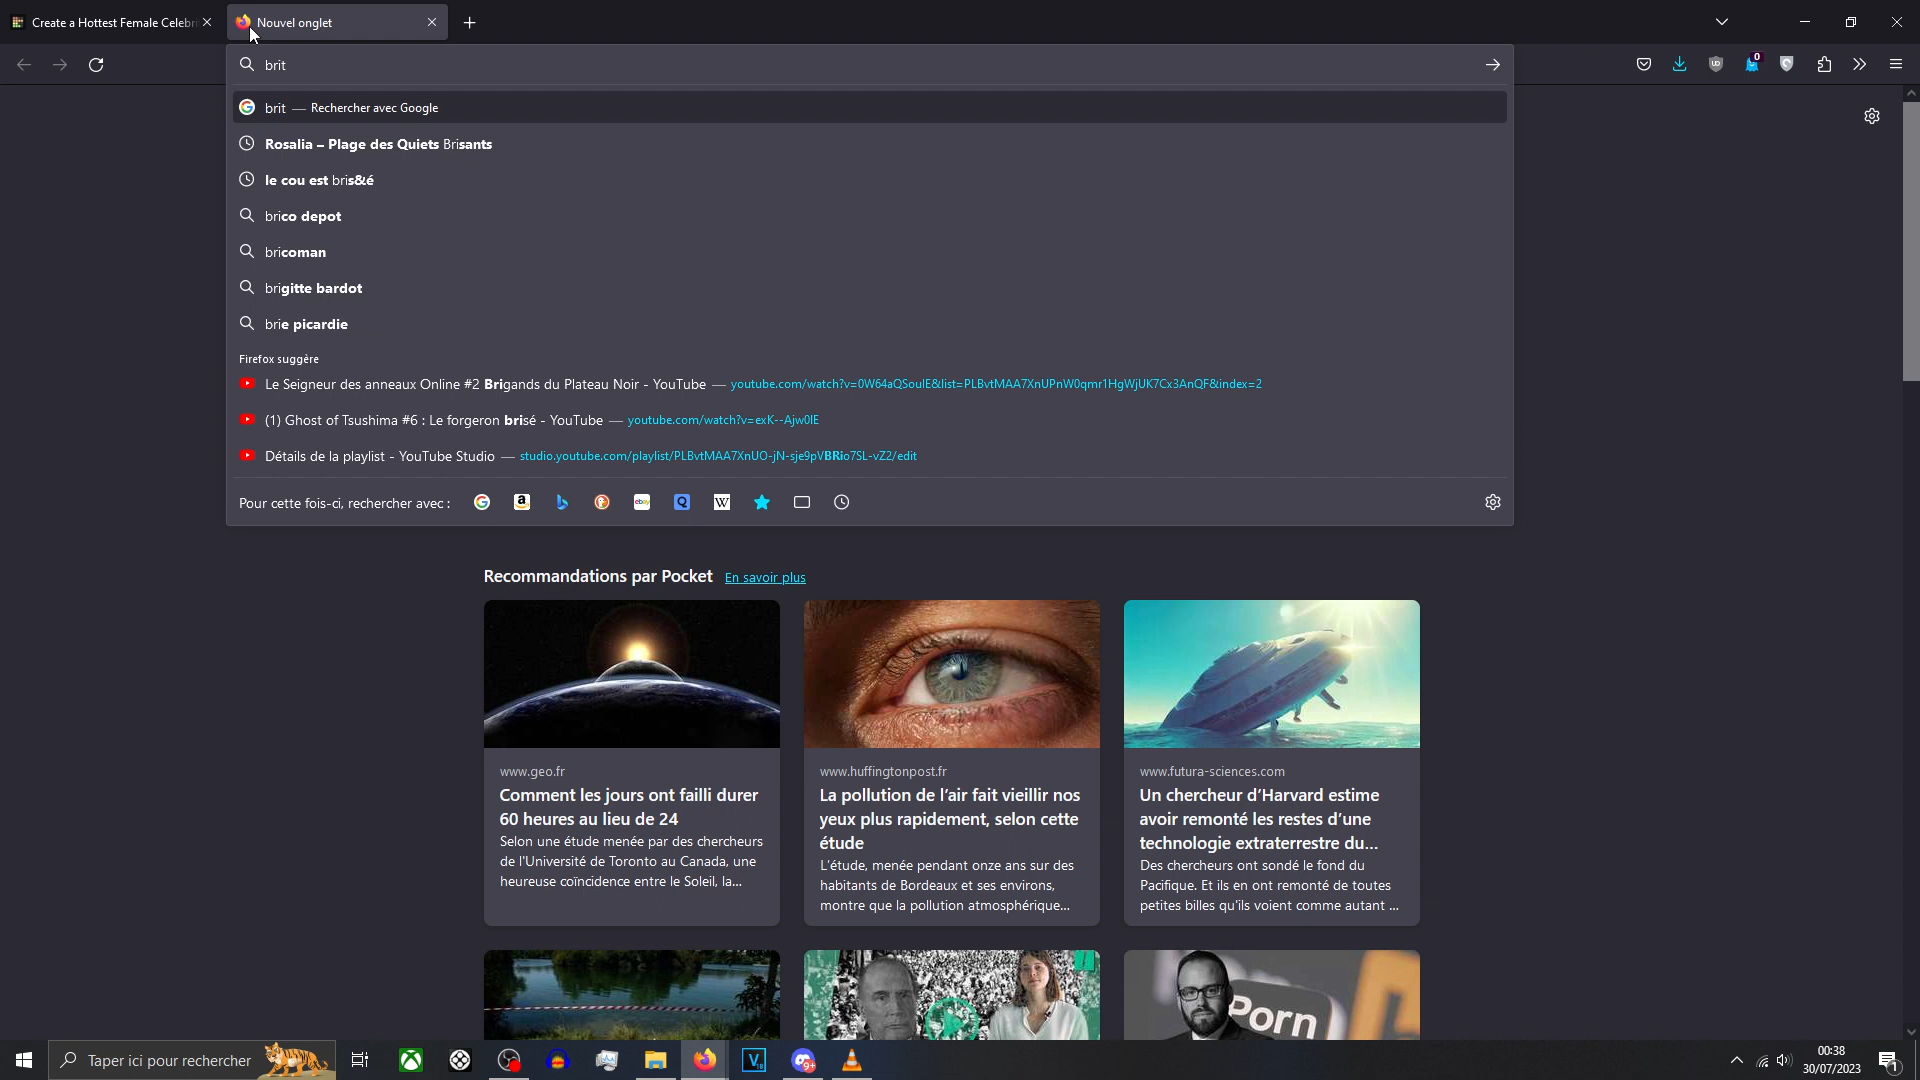 Create a Hottest Female Celebri
Nouvel onglet
brit
brit — Rechercher avec Google
Rosalia – Plage des Quiets Brisants
le cou est bris&é
brico depot
bricoman
brigitte bardot
brie picardie
Firefox suggère
Le Seigneur des anneaux Online #2 Brigands du Plateau Noir - YouTube — youtube.com/watch?v=0W64aQSoulE&list=PLBvtMAA7XnUPnW0qmr1HgWjUK7Cx3AnQF&index=2
(1) Ghost of Tsushima #6 : Le forgeron brisé - YouTube — youtube.com/watch?v=exK--Ajw0lE
Détails de la playlist - YouTube Studio — studio.youtube.com/playlist/PLBvtMAA7XnUO-jN-sje9pVBRio7SL-vZ2/edit
Pour cette fois-ci, rechercher avec :
Recommandations par Pocket En savoir plus
www.geo.fr
Comment les jours ont failli durer
60 heures au lieu de 24
Selon une étude menée par des chercheurs
de l'Université de Toronto au Canada, une
heureuse coïncidence entre le Soleil, la...
www.huffingtonpost.fr
La pollution de l'air fait vieillir nos
yeux plus rapidement, selon cette
étude
L'étude, menée pendant onze ans sur des
habitants de Bordeaux et ses environs,
montre que la pollution atmosphérique...
www.futura-sciences.com
Un chercheur d'Harvard estime
avoir remonté les restes d'une
technologie extraterrestre du...
Des chercheurs ont sondé le fond du
Pacifique. Et ils en ont remonté de toutes
petites billes qu'ils voient comme autant ...
Porn
Taper ici pour rechercher
00:38
30/07/2023